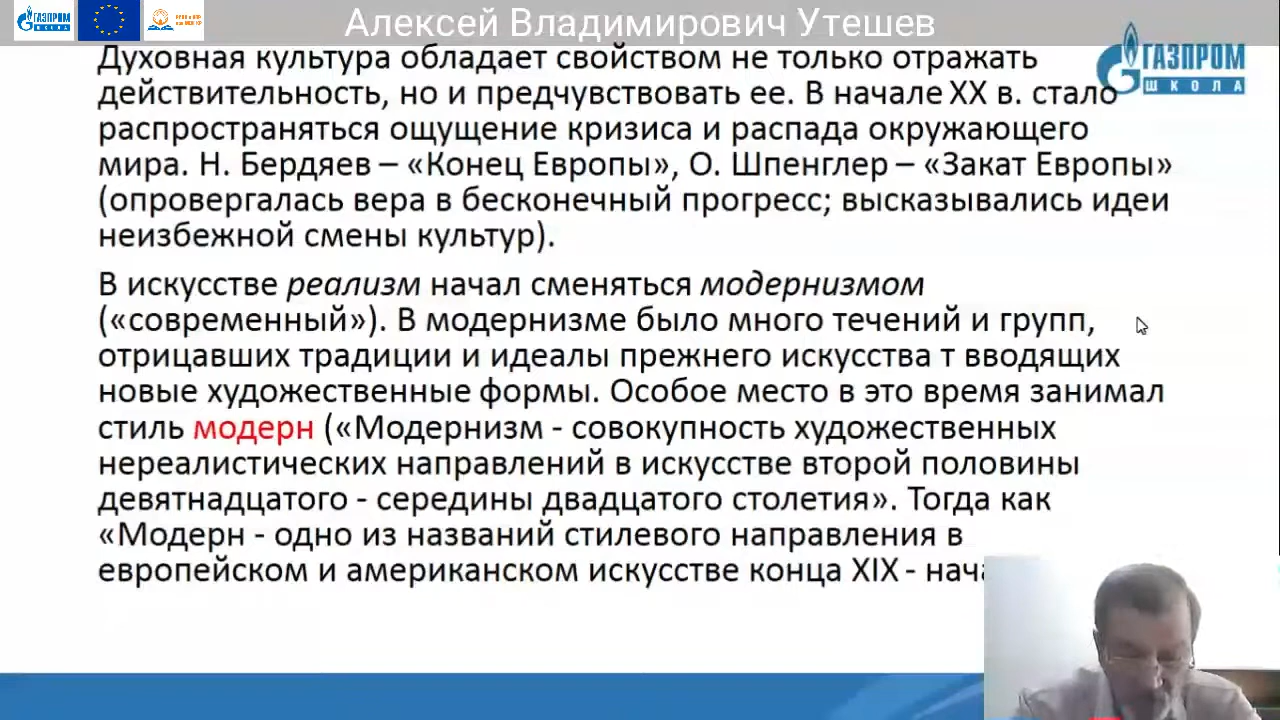 ГАЗПРОМ
ШКОЛА
Алексей Владимирович Утешев
ГАЗПРОМ
ШКОЛА
Духовная культура обладает свойством не только отражать
действительность, но и предчувствовать ее. В начале XX в. стало
распространяться ощущение кризиса и распада окружающего
мира. Н. Бердяев – «Конец Европы», О. Шпенглер – «Закат Европы»
(опровергалась вера в бесконечный прогресс; высказывались идеи
неизбежной смены культур).
В искусстве реализм начал сменяться модернизмом
(«современный»). В модернизме было много течений и групп,
отрицавших традиции и идеалы прежнего искусства т вводящих
новые художественные формы. Особое место в это время занимал
стиль модерн («Модернизм - совокупность художественных
нереалистических направлений в искусстве второй половины
девятнадцатого - середины двадцатого столетия». Тогда как
«Модерн - одно из названий стилевого направления в
европейском и американском искусстве конца XIX -